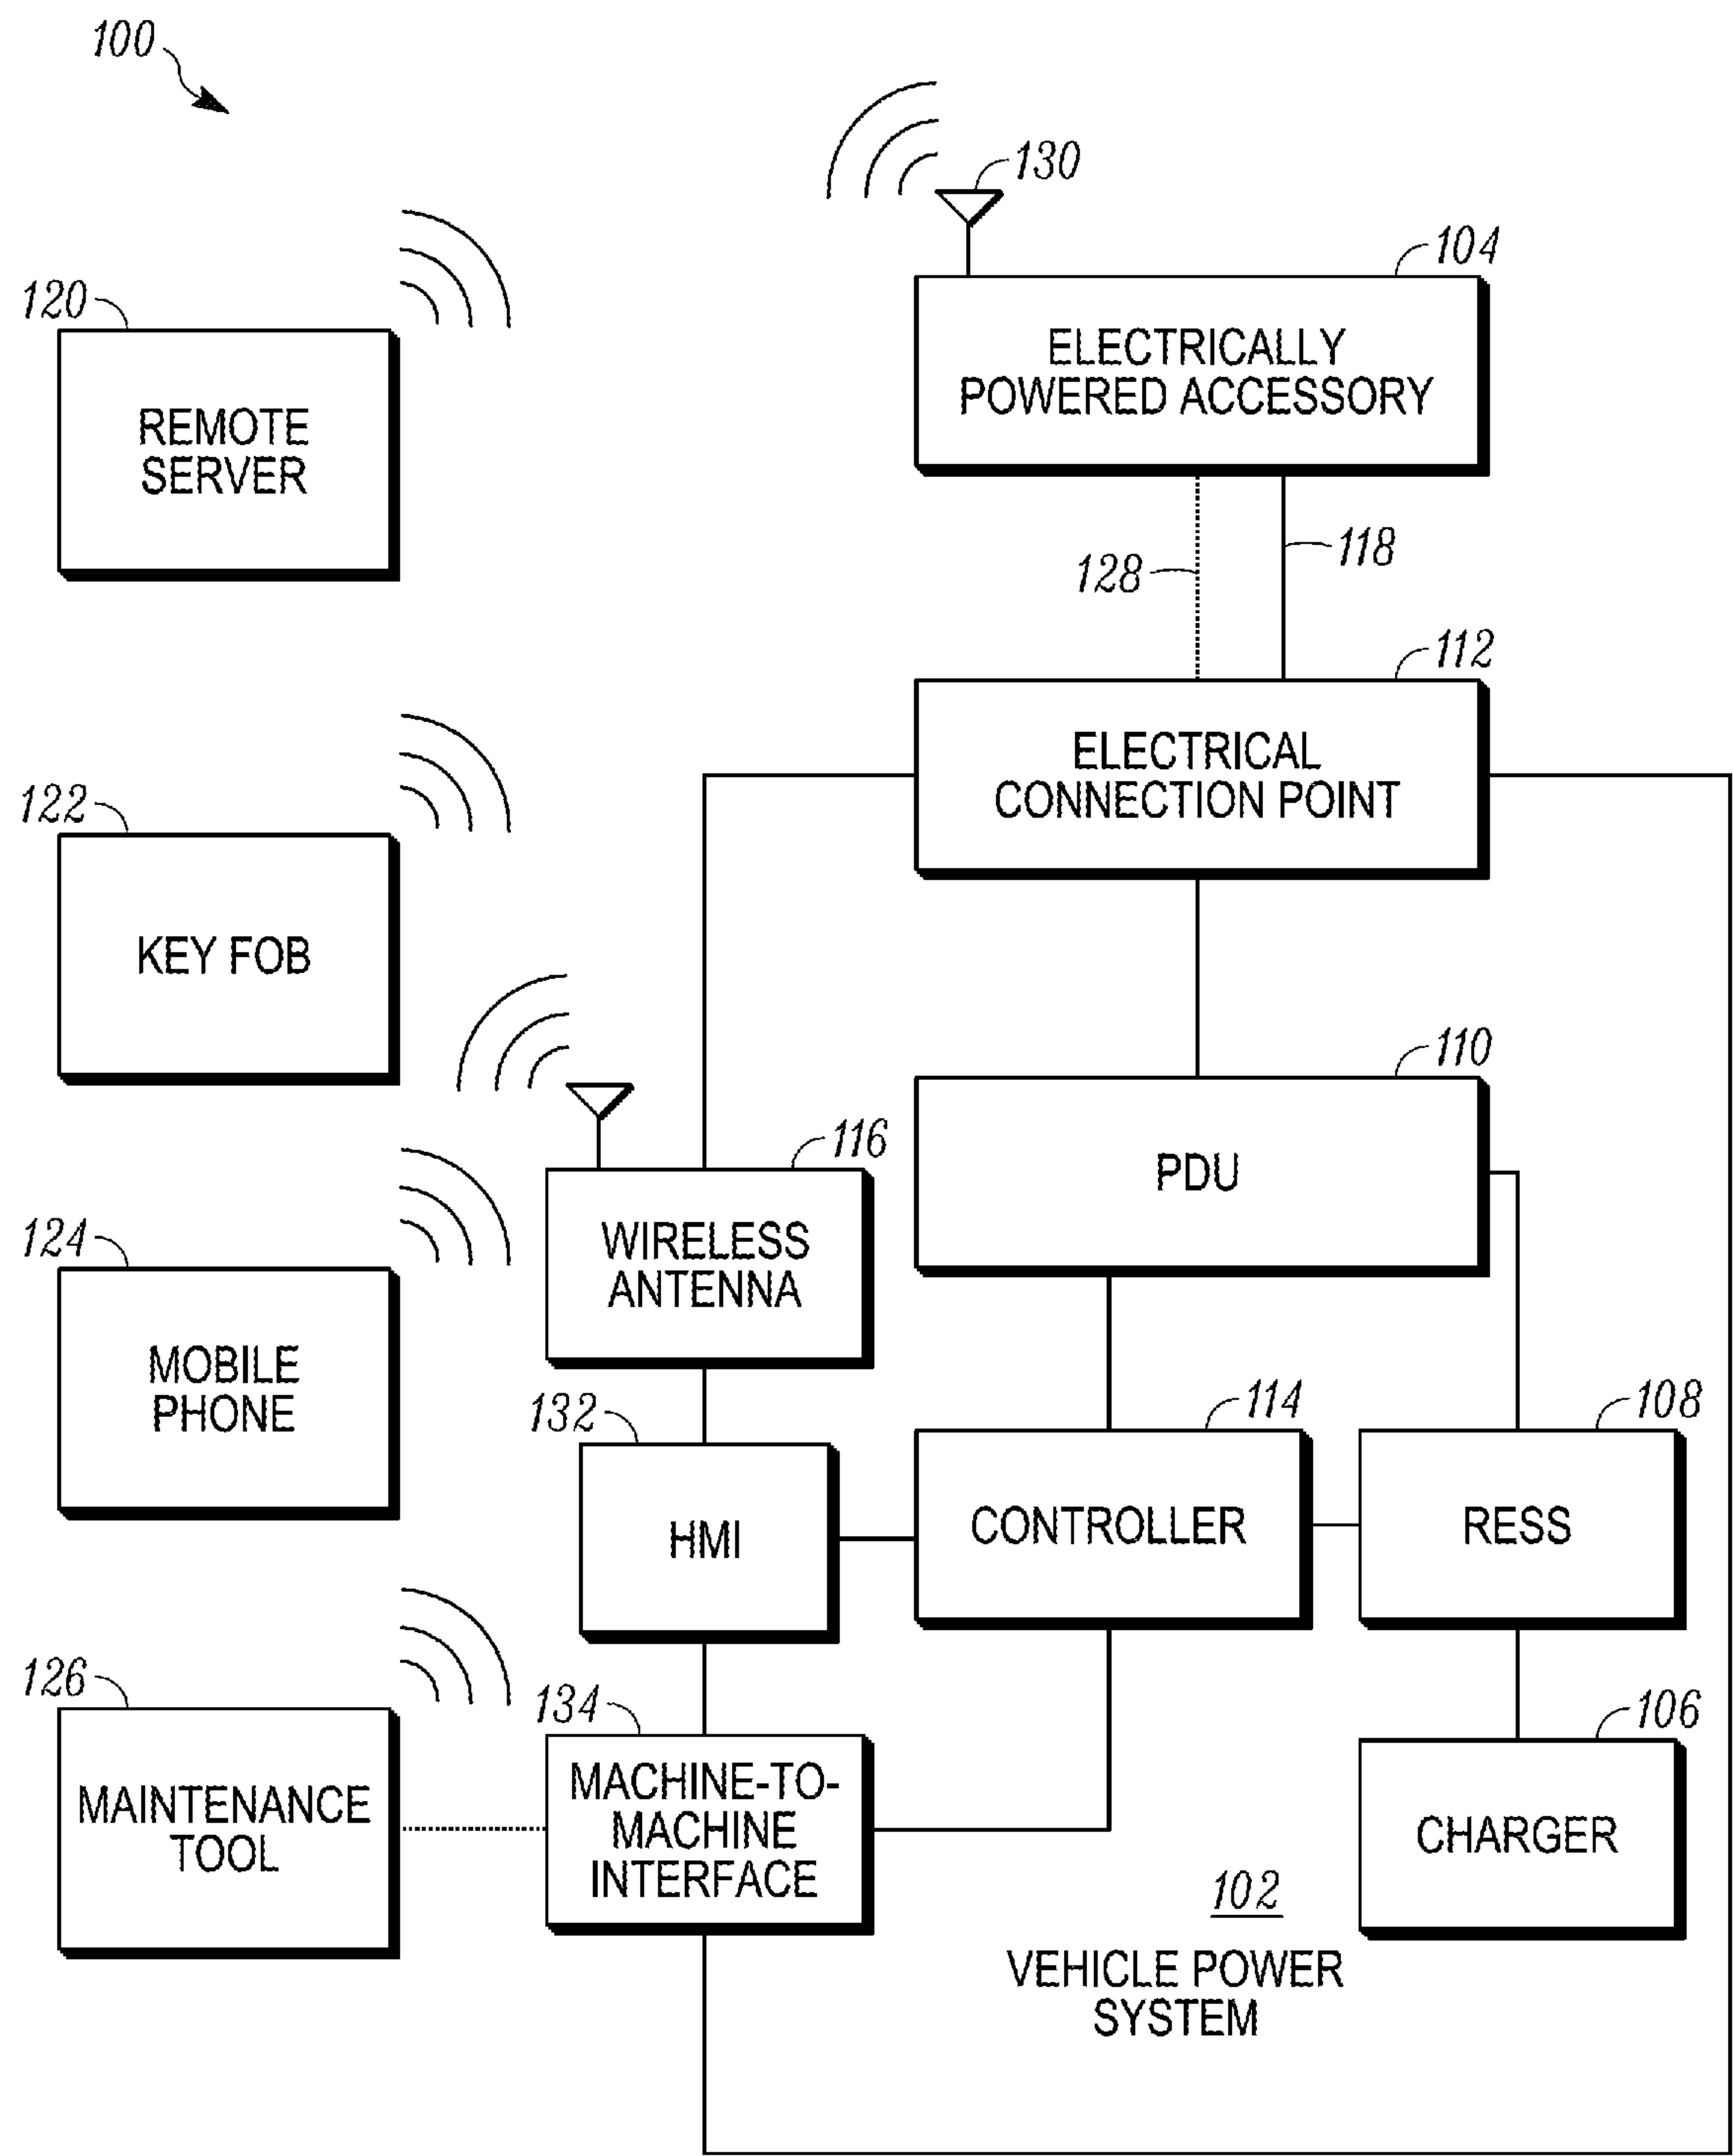 100
130
104
ELECTRICALLY
POWERED ACCESSORY
120
REMOTE
SERVER
128
118
112
ELECTRICAL
CONNECTION POINT
122
KEY FOB
110
PDU
116
WIRELESS
ANTENNA
124
MOBILE
PHONE
132
HMI
114
CONTROLLER
108
RESS
126
MAINTENANCE
TOOL
134
MACHINE-TO-
MACHINE
INTERFACE
106
CHARGER
102
VEHICLE POWER
SYSTEM